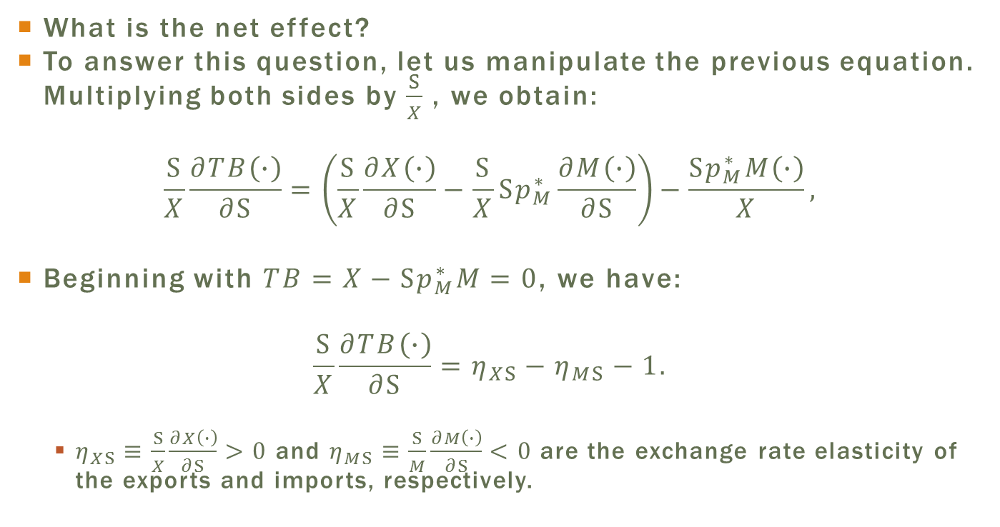 ▪ What is the net effect?
▪ To answer this question, let us manipulate the previous equation.
Multiplying both sides by $\frac{S}{X}$ , we obtain:
$\frac{S}{X}\frac{\partial TB(\cdot)}{\partial S} = \left(\frac{S}{X}\frac{\partial X(\cdot)}{\partial S} - \frac{S}{X}Sp_M^*\frac{\partial M(\cdot)}{\partial S}\right) - \frac{Sp_M^*M(\cdot)}{X},$
▪ Beginning with $TB = X - Sp_M^*M = 0$, we have:
$\frac{S}{X}\frac{\partial TB(\cdot)}{\partial S} = \eta_{XS} - \eta_{MS} - 1.$
▪ $\eta_{XS} \equiv \frac{S}{X}\frac{\partial X(\cdot)}{\partial S} > 0$ and $\eta_{MS} \equiv \frac{S}{M}\frac{\partial M(\cdot)}{\partial S} < 0$ are the exchange rate elasticity of
the exports and imports, respectively.